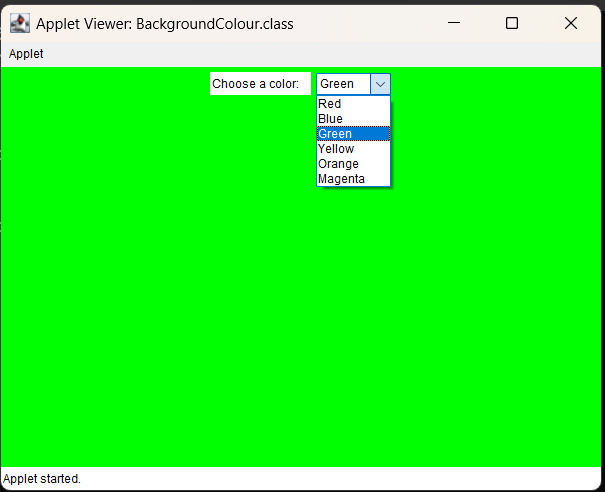 Applet Viewer: BackgroundColour.class
Applet
Choose a color: Green
Red
Blue
Green
Yellow
Orange
Magenta
Applet started.